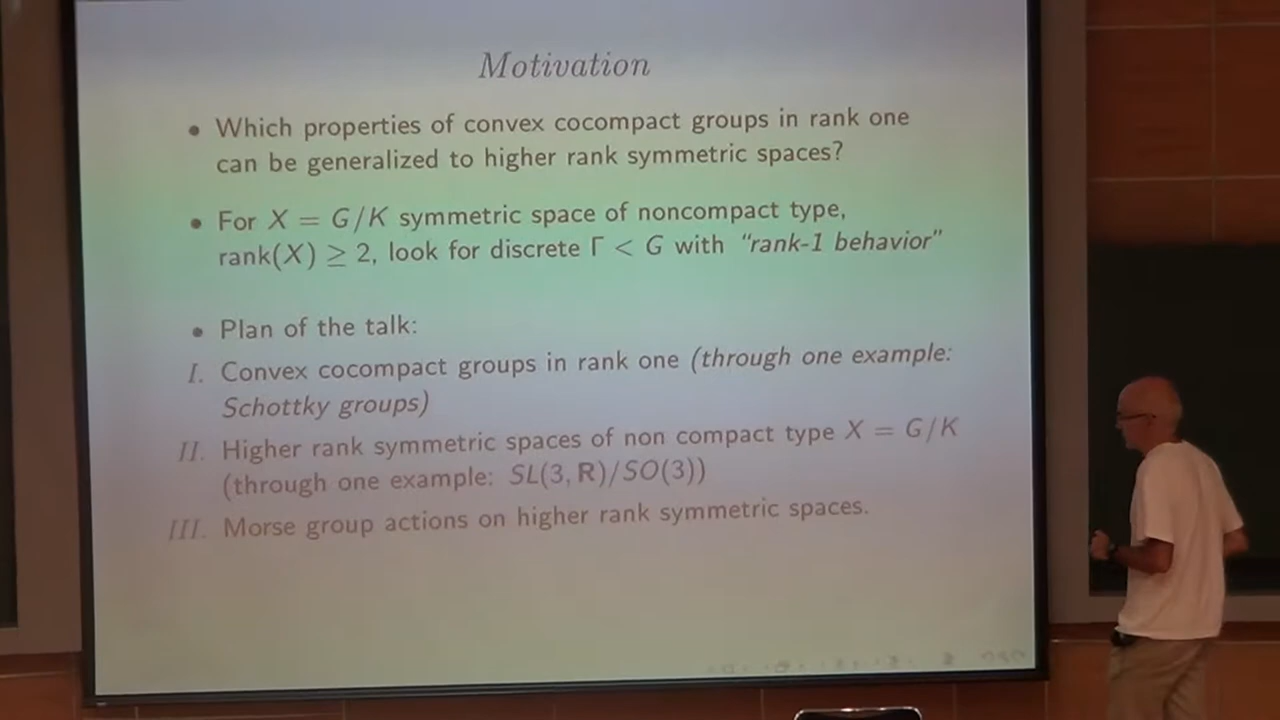 Motivation
• Which properties of convex cocompact groups in rank one
can be generalized to higher rank symmetric spaces?
• For X = G/K symmetric space of noncompact type,
rank(X) ≥ 2, look for discrete Γ < G with “rank-1 behavior”
• Plan of the talk:
I. Convex cocompact groups in rank one (through one example:
Schottky groups)
II. Higher rank symmetric spaces of non compact type X = G/K
(through one example: SL(3, R)/SO(3))
III. Morse group actions on higher rank symmetric spaces.